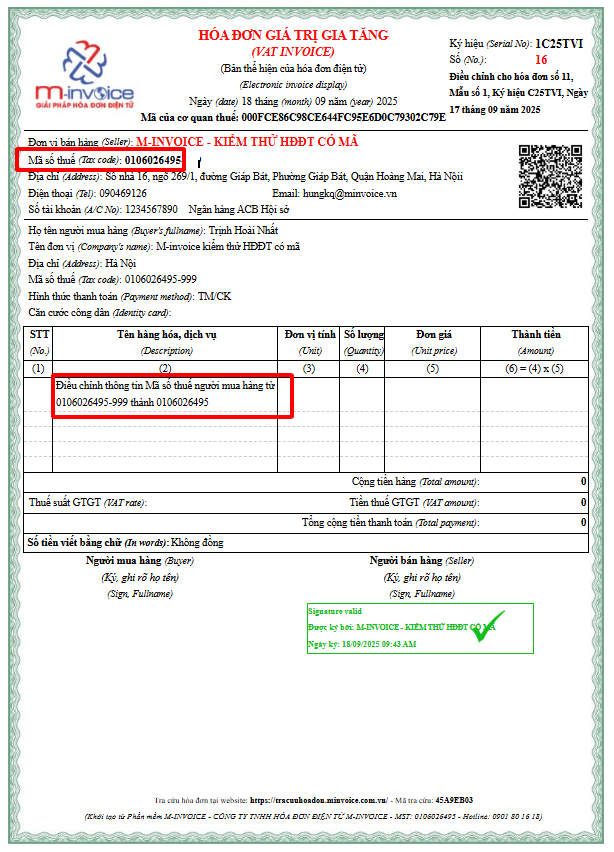 HÓA ĐƠN GIÁ TRỊ GIA TĂNG
(VAT INVOICE)
(Bản thể hiện của hóa đơn điện tử)
(Electronic invoice display)
Ngày (date) 18 tháng (month) 09 năm (year) 2025
Mã của cơ quan thuế: 000FCE86C98CE644FC95E6D0C79302C79E
Ký hiệu (Serial No): 1C25TVI
Số (No.): 16
Điều chỉnh cho hóa đơn số 11,
Mẫu số 1, Ký hiệu C25TVI, Ngày
17 tháng 09 năm 2025
m-invoice
GIẢI PHÁP HÓA ĐƠN ĐIỆN TỬ
Đơn vị bán hàng (Seller): M-INVOICE - KIỂM THỬ HĐĐT CÓ MÃ
Mã số thuế (Tax code): 0106026495-
Địa chỉ (Address): Số nhà 16, ngõ 269/1, đường Giáp Bát, Phường Giáp Bát, Quận Hoàng Mai, Hà Nộii
Điện thoại (Tel): 090469126 Email: hungkq@minvoice.vn
Số tài khoản (A/C No): 1234567890 Ngân hàng ACB Hội sở
Họ tên người mua hàng (Buyer's fullname): Trịnh Hoài Nhất
Tên đơn vị (Company's name): M-invoice kiểm thử HĐĐT có mã
Địa chỉ (Address): Hà Nội
Mã số thuế (Tax code): 0106026495-999
Hình thức thanh toán (Payment method): TM/CK
Căn cước công dân (Identity card):
STT Tên hàng hóa, dịch vụ Đơn vị tính Số lượng Đơn giá Thành tiền
(No.) (Description) (Unit) (Quantity) (Unit price) (Amount)
(1) (2) (3) (4) (5) (6) = (4) x (5)
Điều chỉnh thông tin Mã số thuế người mua hàng từ
0106026495-999 thành 0106026495
Cộng tiền hàng (Total amount): 0
Thuế suất GTGT (VAT rate): Tiền thuế GTGT (VAT amount): 0
Tổng cộng tiền thanh toán (Total payment): 0
Số tiền viết bằng chữ (In words): Không đồng
Người mua hàng (Buyer) Người bán hàng (Seller)
(Ký, ghi rõ họ tên) (Ký, ghi rõ họ tên)
(Sign, Fullname) (Sign, Fullname)
Signature valid
Được ký bởi: M-INVOICE - KIỂM THỬ HĐĐT CÓ MÃ
Ngày ký: 18/09/2025 09:43 AM
Tra cứu hóa đơn tại website: https://tracuuhoadon.minvoice.com.vn/ - Mã tra cứu: 45A9EB03
(Khởi tạo từ Phần mềm M-INVOICE - CÔNG TY TNHH HÓA ĐƠN ĐIỆN TỬ M-INVOICE - MST: 0106026495 - Hotline: 0901 80 16 18)